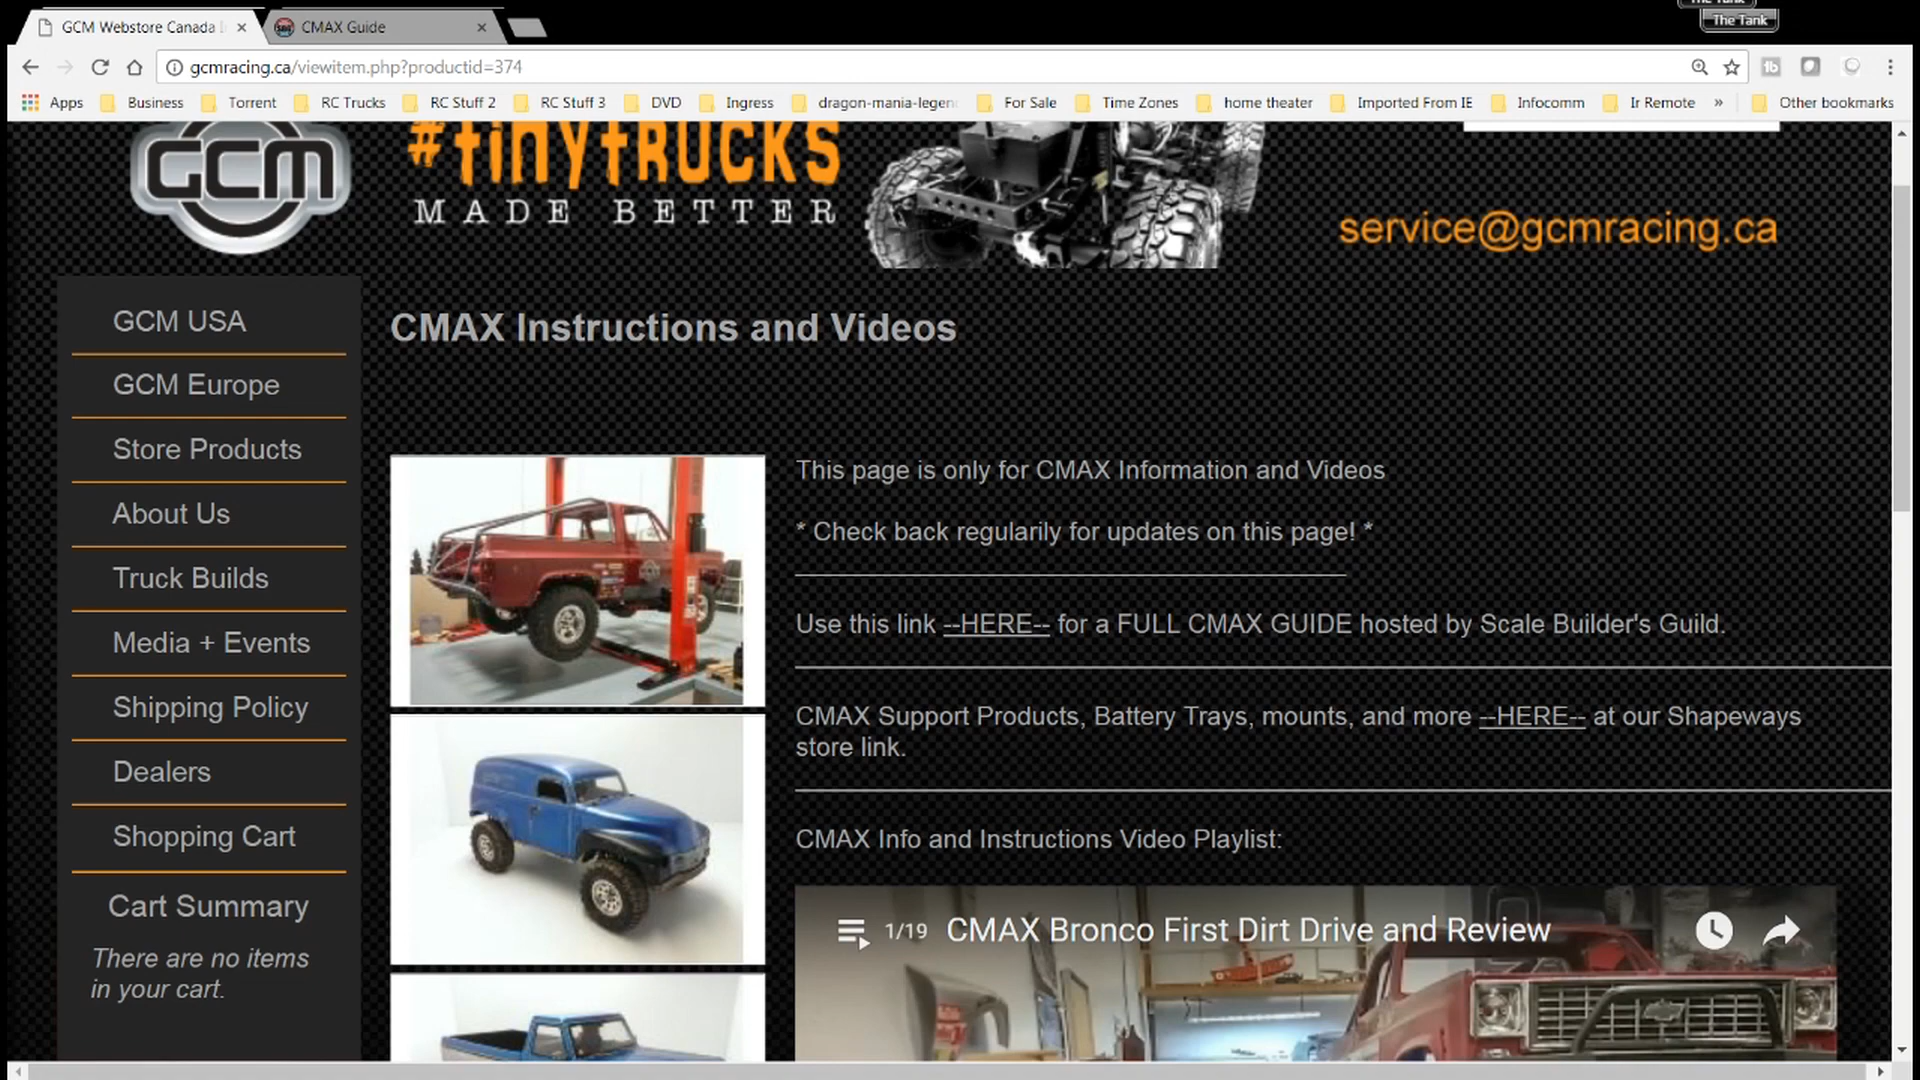 The Tank
GCM Webstore Canada
CMAX Guide
The Tank
gcmracing.ca/viewitem.php?productid=374
Apps Business Torrent RC Trucks RC Stuff 2 RC Stuff 3 DVD Ingress dragon-mania-legen For Sale Time Zones home theater Imported From IE Infocomm Ir Remote » Other bookmarks
GCM
#tinytrucks
MADE BETTER
service@gcmracing.ca
GCM USA
GCM Europe
Store Products
About Us
Truck Builds
Media + Events
Shipping Policy
Dealers
Shopping Cart
Cart Summary
There are no items
in your cart.
CMAX Instructions and Videos
This page is only for CMAX Information and Videos
* Check back regularily for updates on this page! *
Use this link --HERE-- for a FULL CMAX GUIDE hosted by Scale Builder's Guild.
CMAX Support Products, Battery Trays, mounts, and more --HERE-- at our Shapeways
store link.
CMAX Info and Instructions Video Playlist:
1/19 CMAX Bronco First Dirt Drive and Review